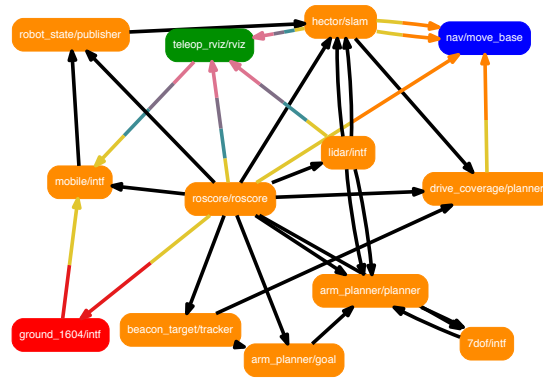 robot_state/publisher
hector/slam
teleop_rviz/rviz
nav/move_base
lidar/intf
mobile/intf
roscore/roscore
drive_coverage/planner
arm_planner/planner
ground_1604/intf
beacon_target/tracker
7dof/intf
arm_planner/goal